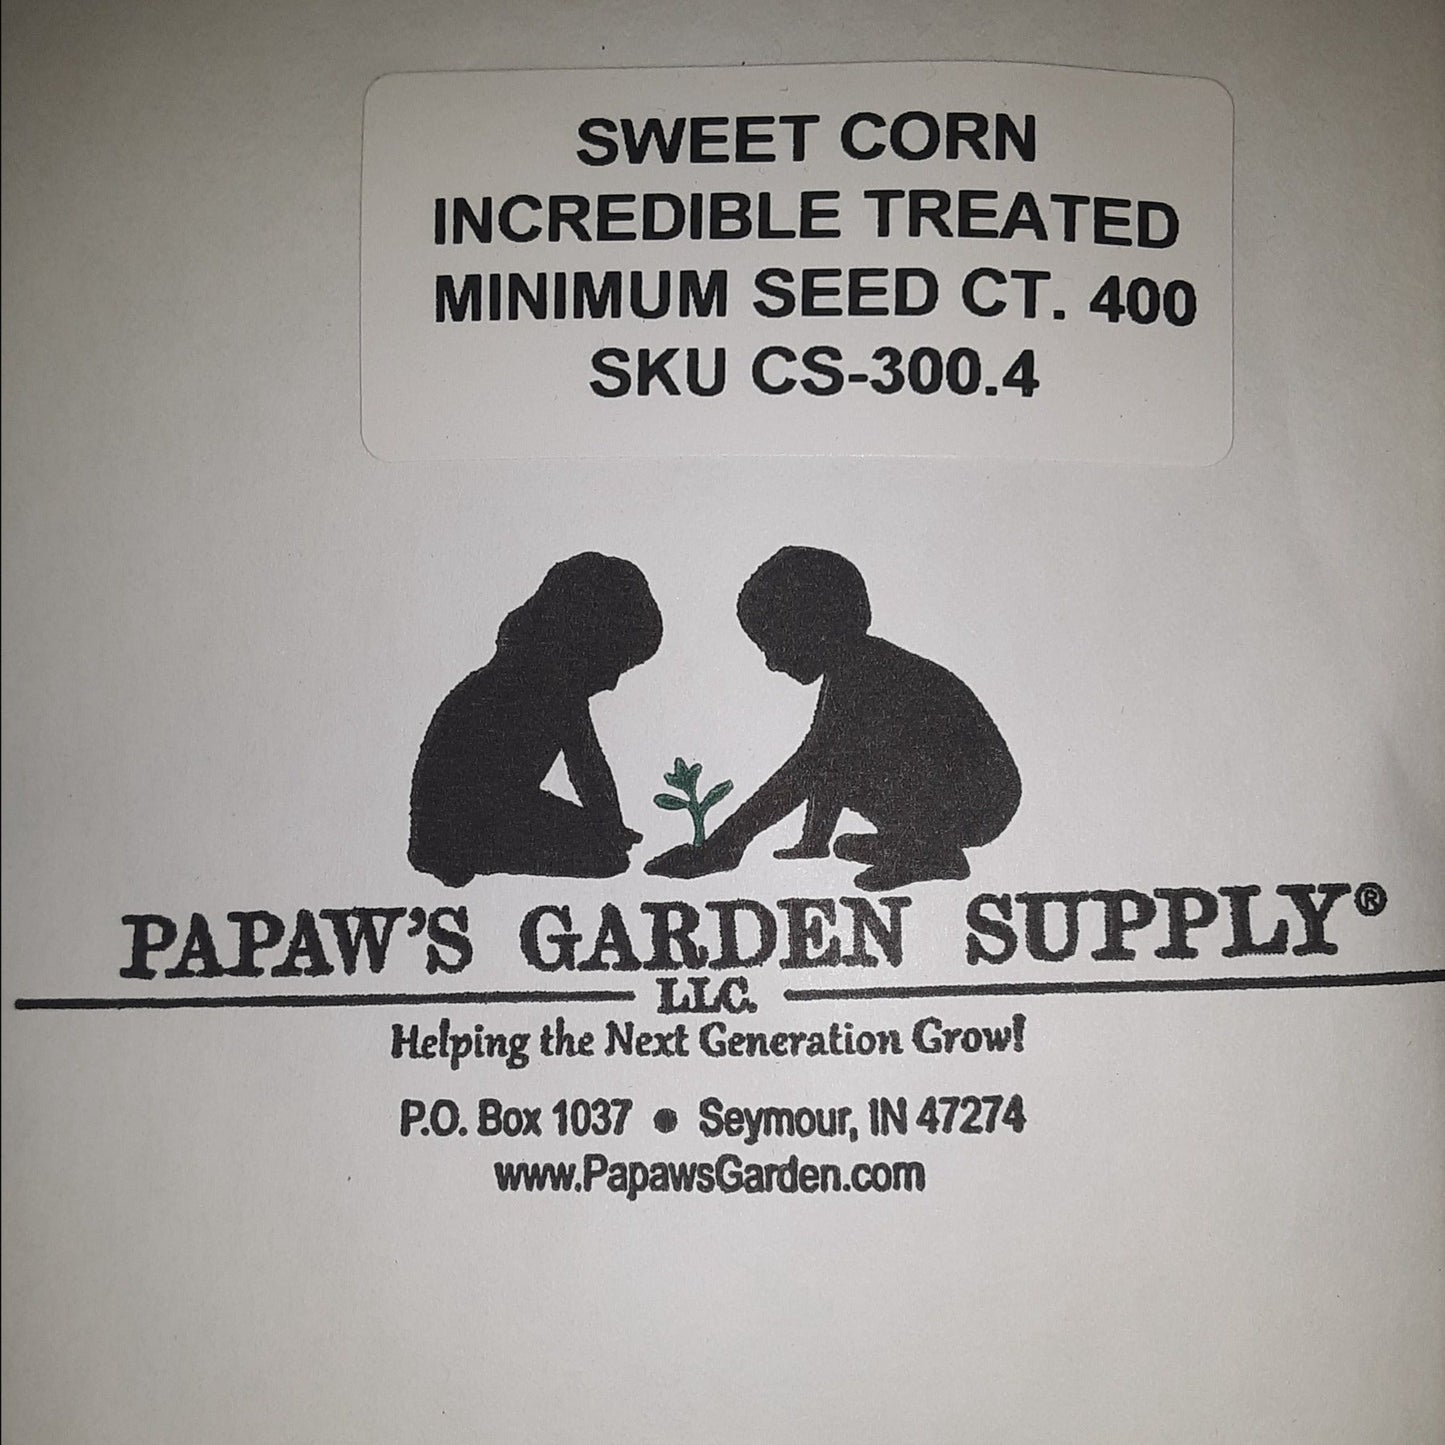 SWEET CORN
INCREDIBLE TREATED
MINIMUM SEED CT. 400
SKU CS-300.4
PAPAW'S GARDEN SUPPLY®
LLC.
Helping the Next Generation Grow!
P.O. Box 1037 • Seymour, IN 47274
www.PapawsGarden.com